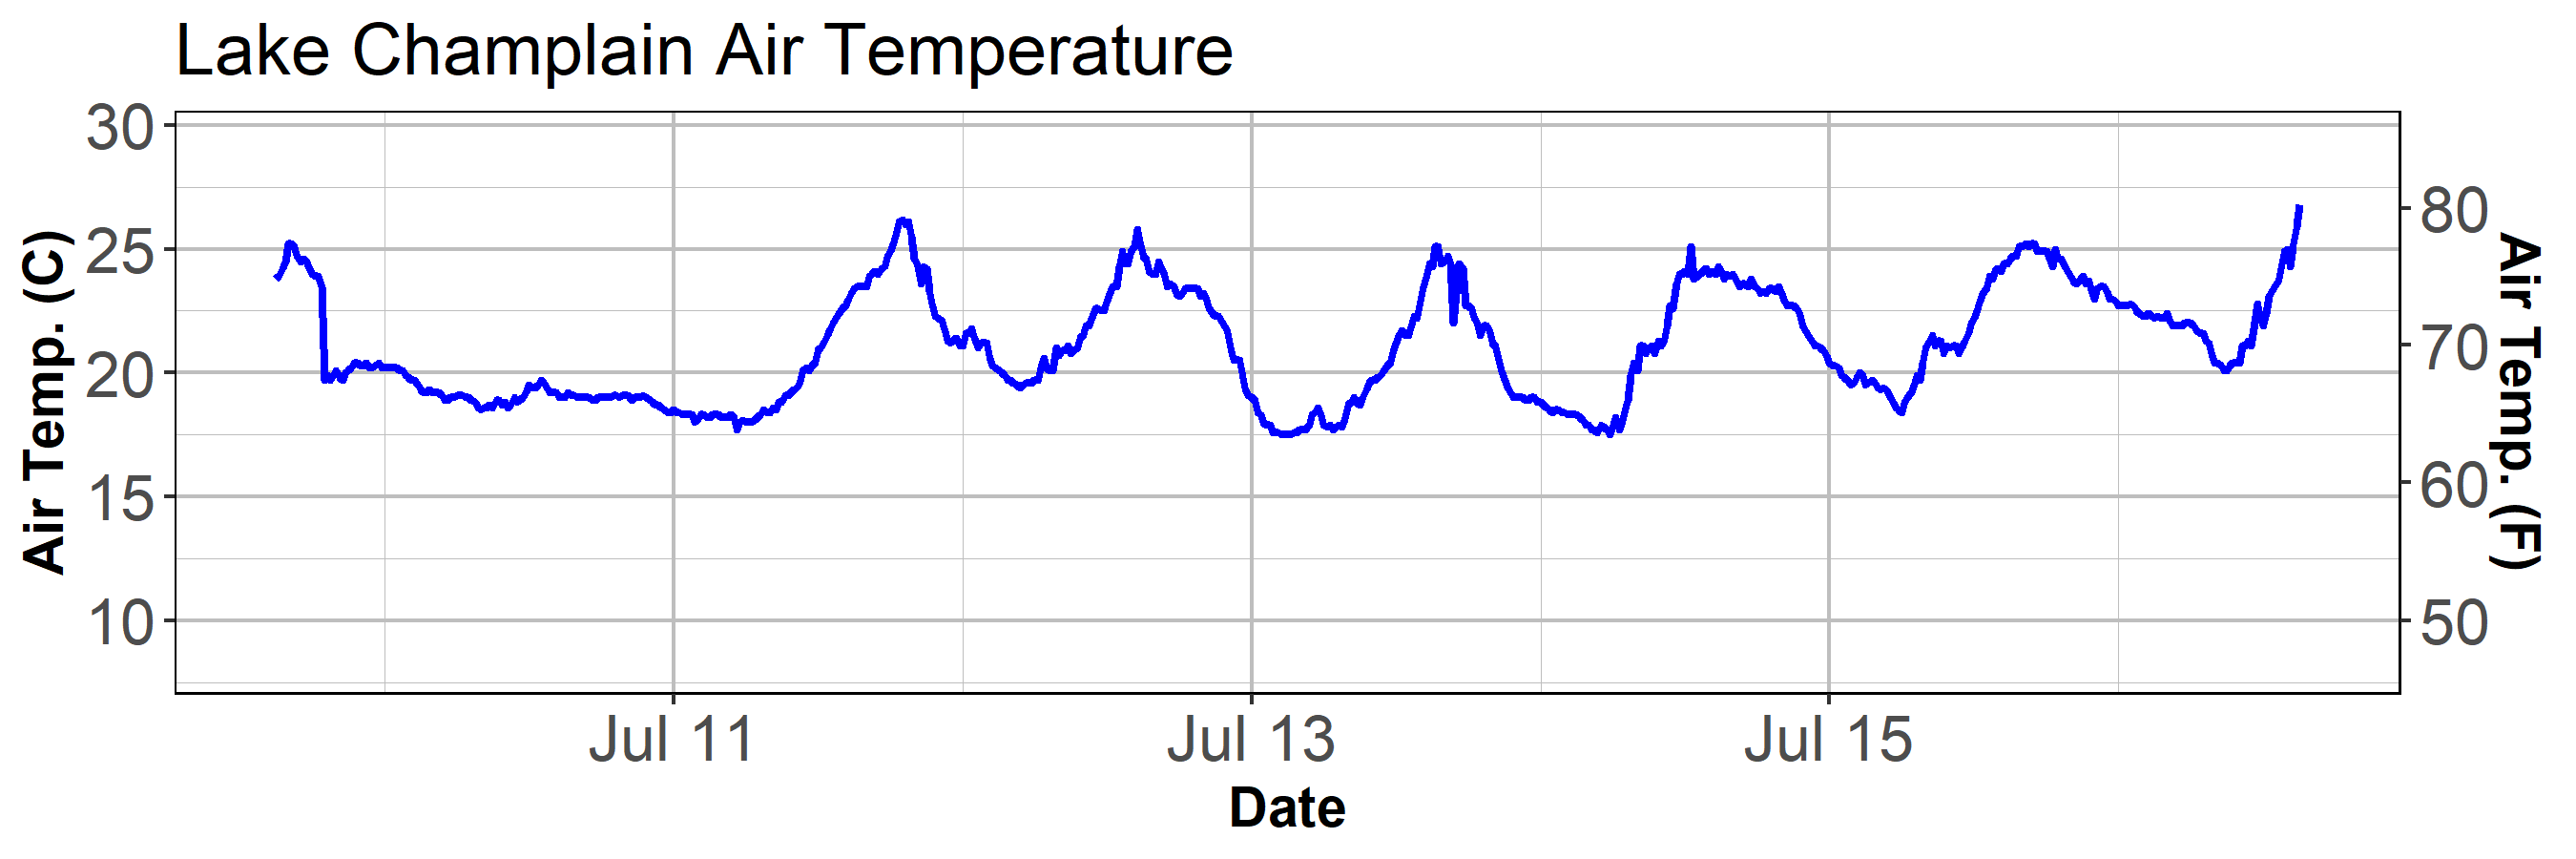 Lake Champlain Air Temperature
30
25
20
15
10
Air Temp. (C)
80
70
60
50
Air Temp. (F)
Jul 11
Jul 13
Jul 15
Date